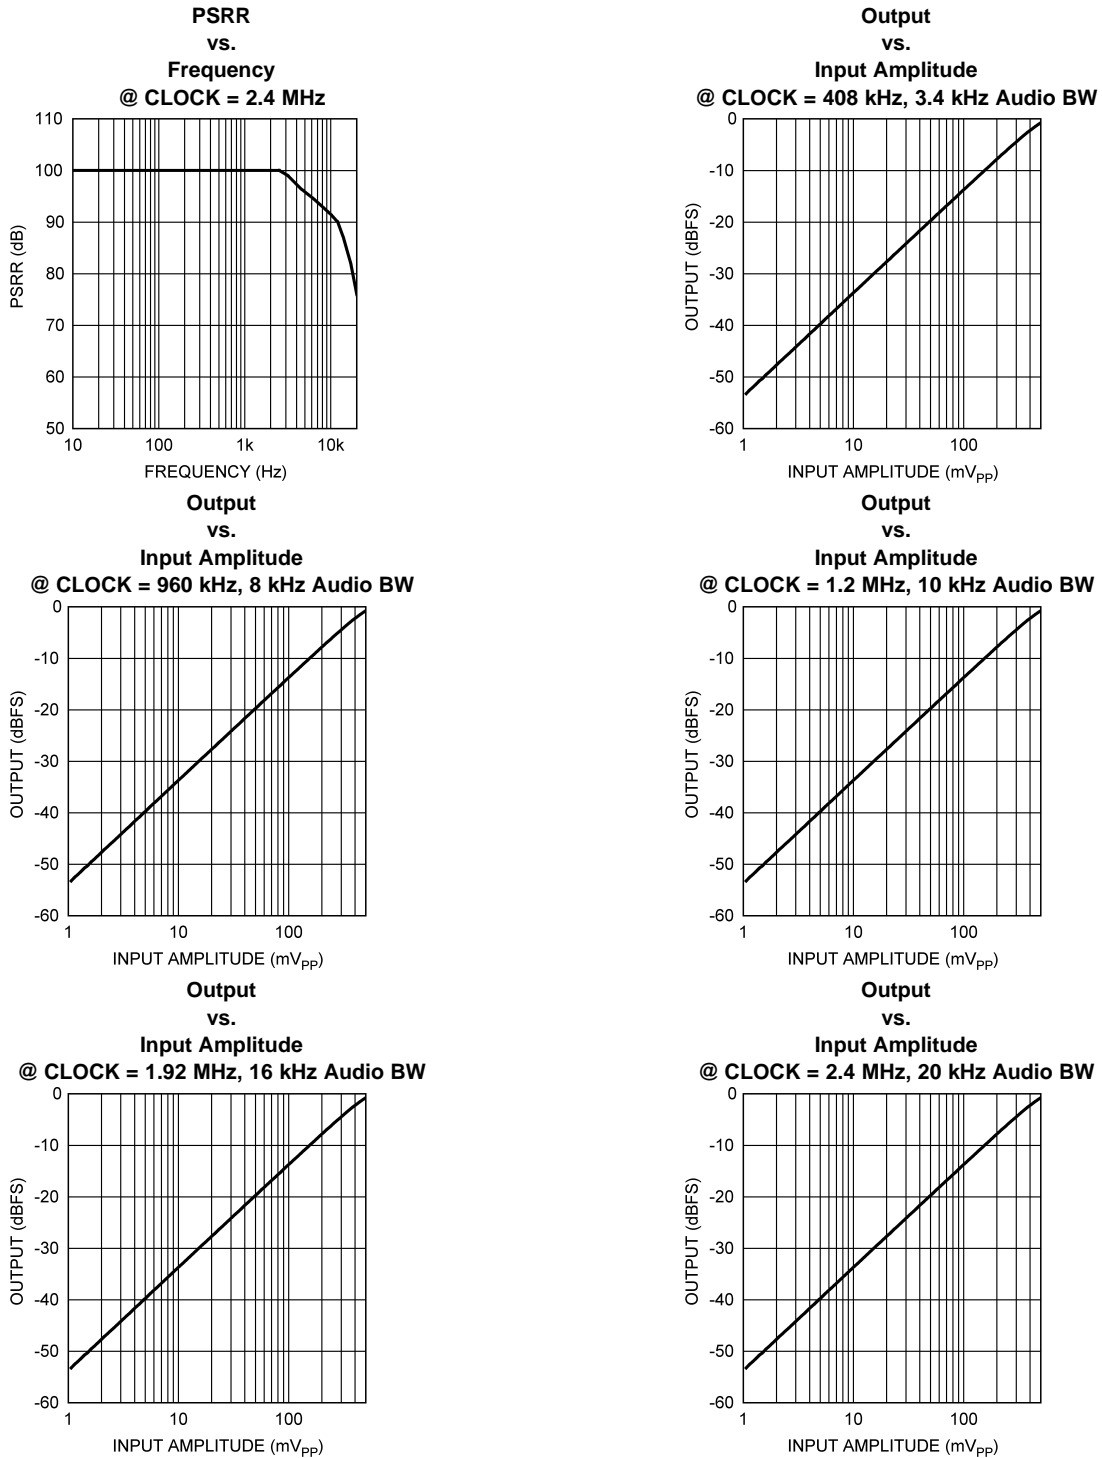 PSRR
vs.
Frequency
@ CLOCK = 2.4 MHz
110
100
90
80
70
60
50
PSRR (dB)
10
100
1k
10k
FREQUENCY (Hz)
Output
vs.
Input Amplitude
@ CLOCK = 408 kHz, 3.4 kHz Audio BW
0
-10
-20
-30
-40
-50
-60
OUTPUT (dBFS)
1
10
100
INPUT AMPLITUDE (mVPP)
Output
vs.
Input Amplitude
@ CLOCK = 960 kHz, 8 kHz Audio BW
0
-10
-20
-30
-40
-50
-60
OUTPUT (dBFS)
1
10
100
INPUT AMPLITUDE (mVPP)
Output
vs.
Input Amplitude
@ CLOCK = 1.2 MHz, 10 kHz Audio BW
0
-10
-20
-30
-40
-50
-60
OUTPUT (dBFS)
1
10
100
INPUT AMPLITUDE (mVPP)
Output
vs.
Input Amplitude
@ CLOCK = 1.92 MHz, 16 kHz Audio BW
0
-10
-20
-30
-40
-50
-60
OUTPUT (dBFS)
1
10
100
INPUT AMPLITUDE (mVPP)
Output
vs.
Input Amplitude
@ CLOCK = 2.4 MHz, 20 kHz Audio BW
0
-10
-20
-30
-40
-50
-60
OUTPUT (dBFS)
1
10
100
INPUT AMPLITUDE (mVPP)